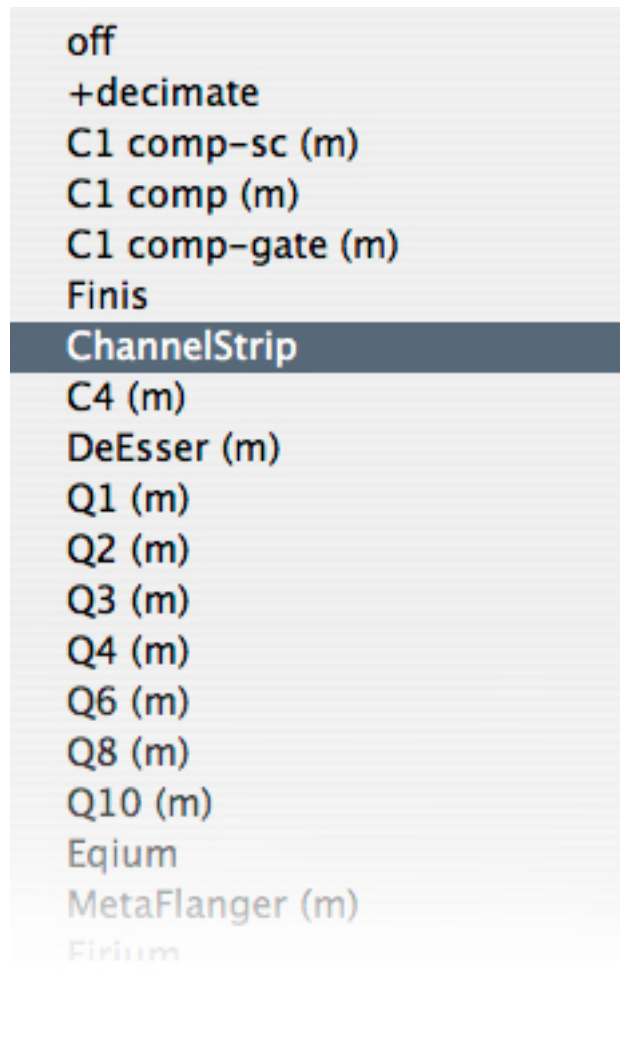 off
+decimate
C1 comp-sc (m)
C1 comp (m)
C1 comp-gate (m)
Finis
ChannelStrip
C4 (m)
DeEsser (m)
Q1 (m)
Q2 (m)
Q3 (m)
Q4 (m)
Q6 (m)
Q8 (m)
Q10 (m)
Eqium
MetaFlanger (m)
Firium